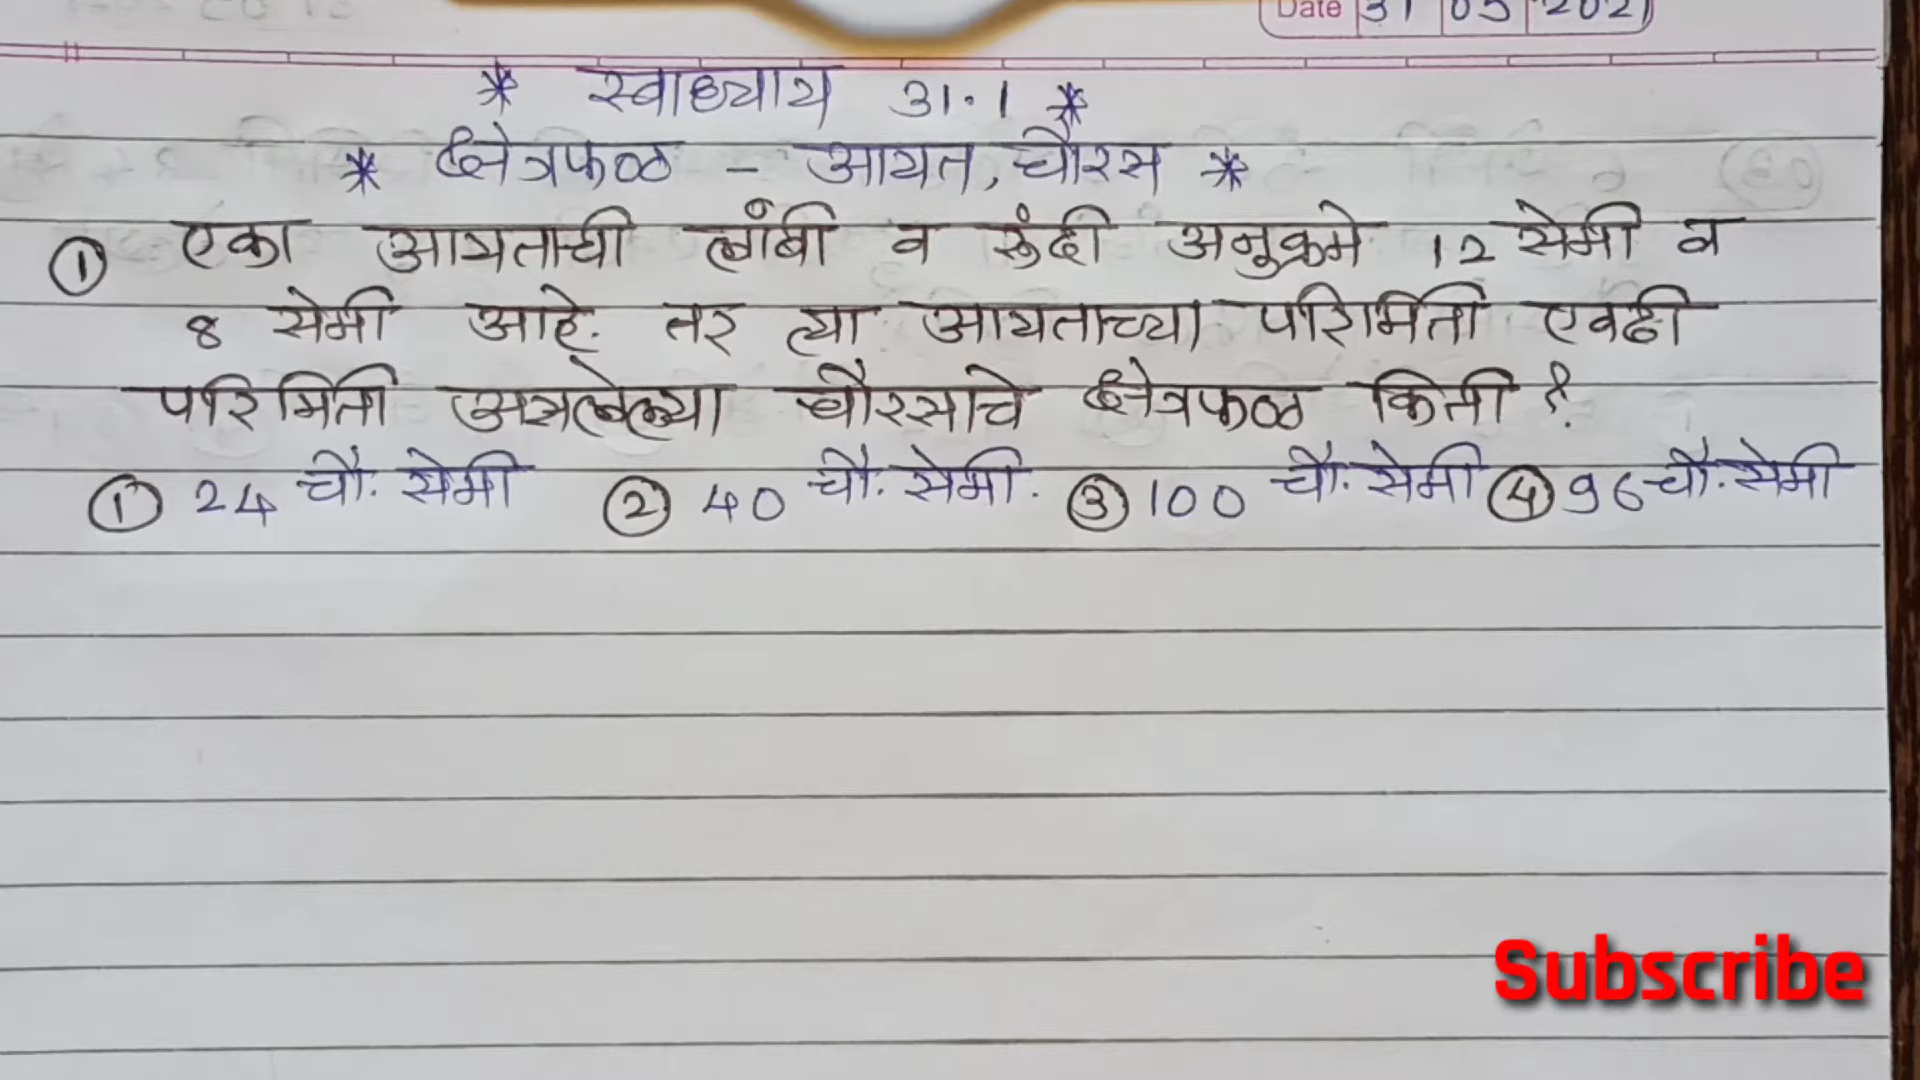 Date 31 05 2021
* स्वाध्याय 31.1 *
* क्षेत्रफळ - आयत, चौरस *
① एका आयताची लांबी व रुंदी अनुक्रमे 12 सेमी व
8 सेमी आहे. तर त्या आयताच्या परिमिती एवढी
परिमिती असलेल्या चौरसाचे क्षेत्रफळ किती ?
① 24 चौ. सेमी ② 40 चौ. सेमी. ③ 100 चौ. सेमी ④ 96 चौ. सेमी
Subscribe